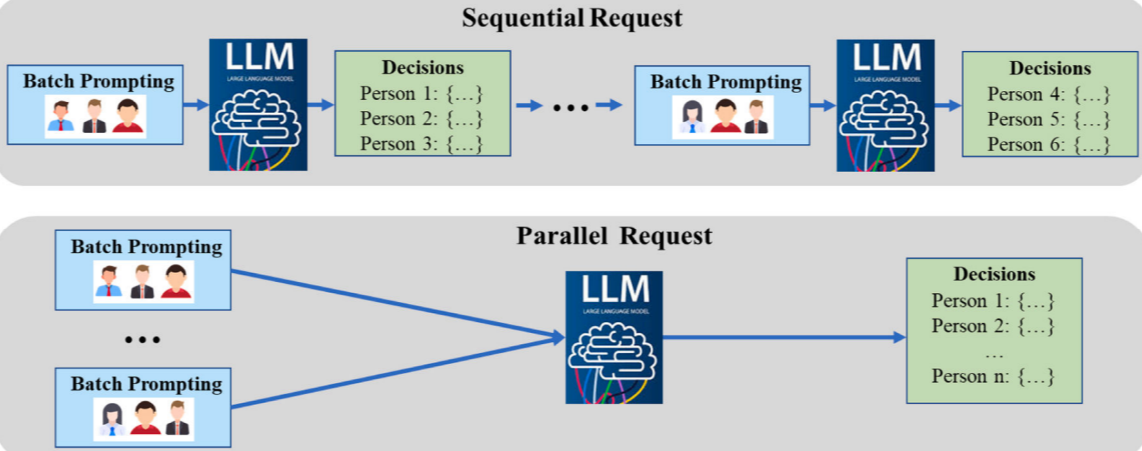 Sequential Request
Batch Prompting
LLM
LARGE LANGUAGE MODEL
Decisions
Person 1: {...}
Person 2: {...}
Person 3: {...}
...
Batch Prompting
LLM
LARGE LANGUAGE MODEL
Decisions
Person 4: {...}
Person 5: {...}
Person 6: {...}
Parallel Request
Batch Prompting
...
Batch Prompting
LLM
LARGE LANGUAGE MODEL
Decisions
Person 1: {...}
Person 2: {...}
...
Person n: {...}